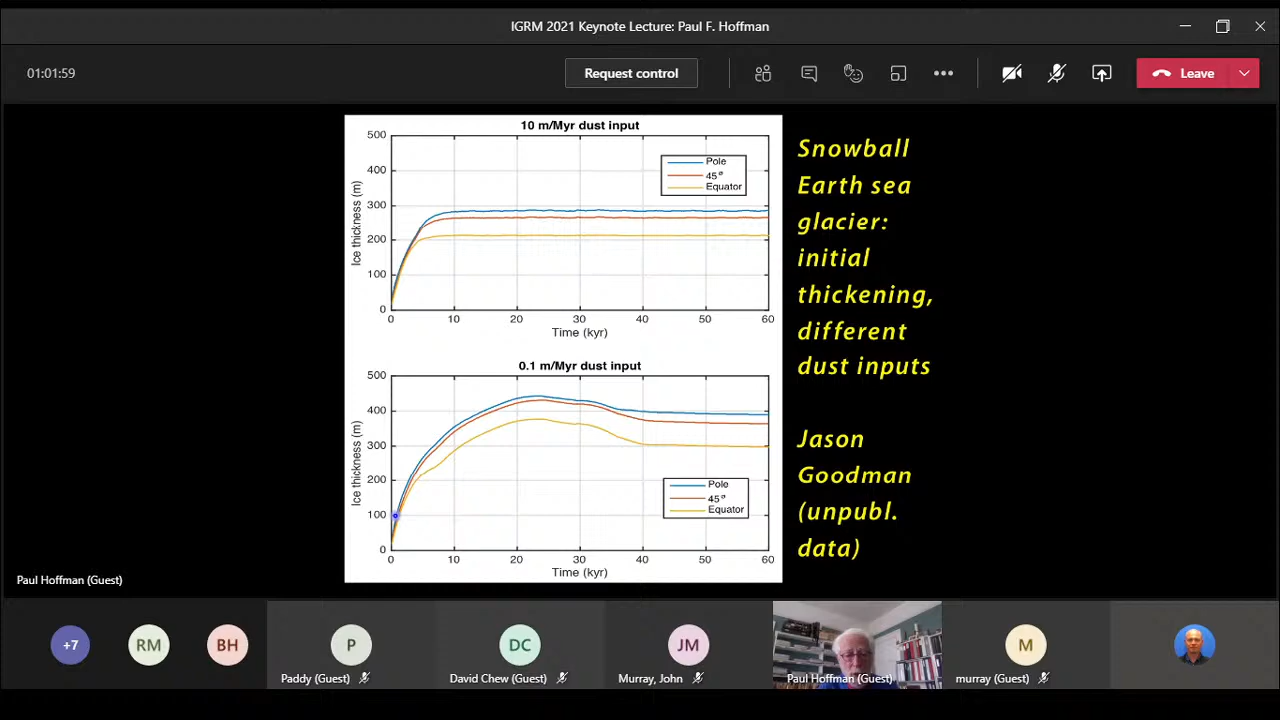 IGRM 2021 Keynote Lecture: Paul F. Hoffman
01:01:59
Request control
Leave
10 m/Myr dust input
500
400
300
200
100
0
Ice thickness (m)
Pole
45°
Equator
0 10 20 30 40 50 60
Time (kyr)
0.1 m/Myr dust input
500
400
300
200
100
0
Ice thickness (m)
Pole
45°
Equator
0 10 20 30 40 50 60
Time (kyr)
Snowball
Earth sea
glacier:
initial
thickening,
different
dust inputs
Jason
Goodman
(unpubl.
data)
Paul Hoffman (Guest)
+7
RM
BH
P
Paddy (Guest)
DC
David Chew (Guest)
JM
Murray, John
Paul Hoffman (Guest)
M
murray (Guest)